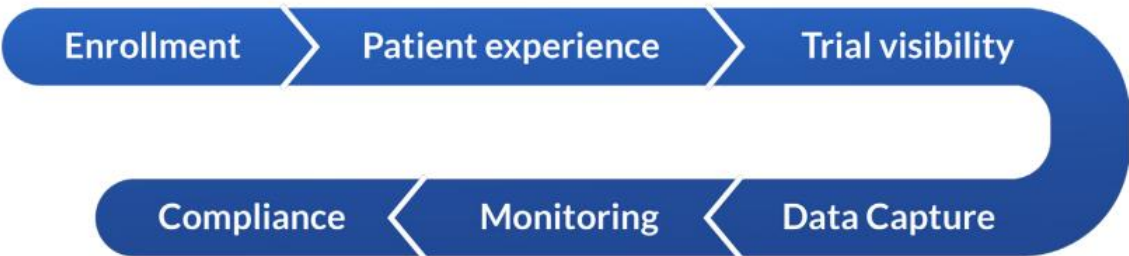 Enrollment
Patient experience
Trial visibility
Data Capture
Monitoring
Compliance